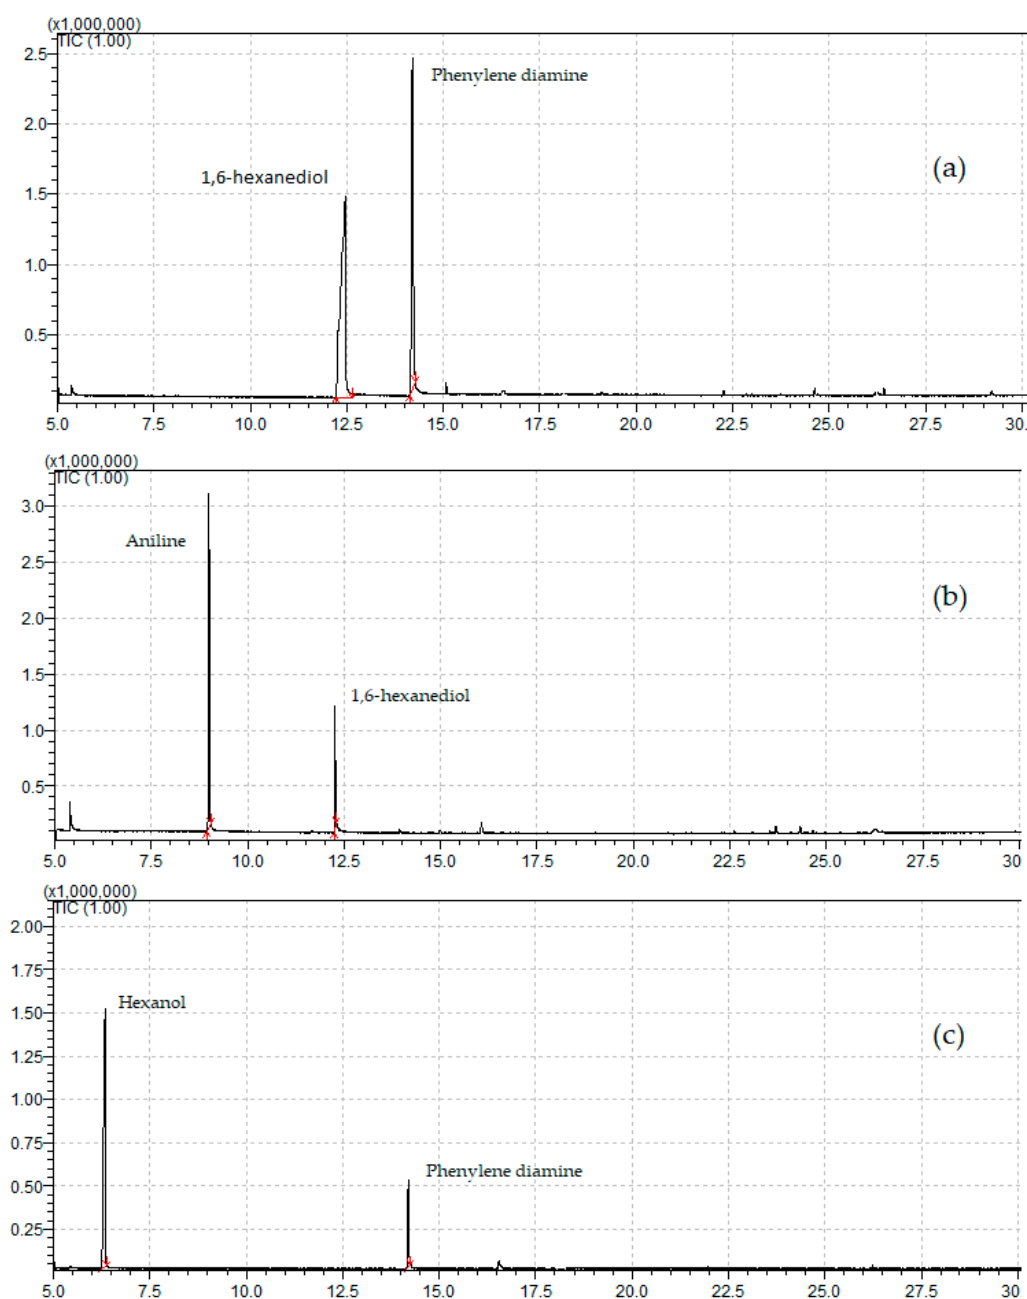 (x1,000,000)
TIC (1.00)
2.5
Phenylene diamine
2.0
(a)
1,6-hexanediol
1.5
1.0
0.5
5.0 7.5 10.0 12.5 15.0 17.5 20.0 22.5 25.0 27.5 30.
(x1,000,000)
TIC (1.00)
3.0
Aniline
2.5
(b)
2.0
1,6-hexanediol
1.5
1.0
0.5
5.0 7.5 10.0 12.5 15.0 17.5 20.0 22.5 25.0 27.5 30
(x1,000,000)
TIC (1.00)
2.00
1.75
Hexanol
1.50
(c)
1.25
1.00
0.75
Phenylene diamine
0.50
0.25
5.0 7.5 10.0 12.5 15.0 17.5 20.0 22.5 25.0 27.5 30